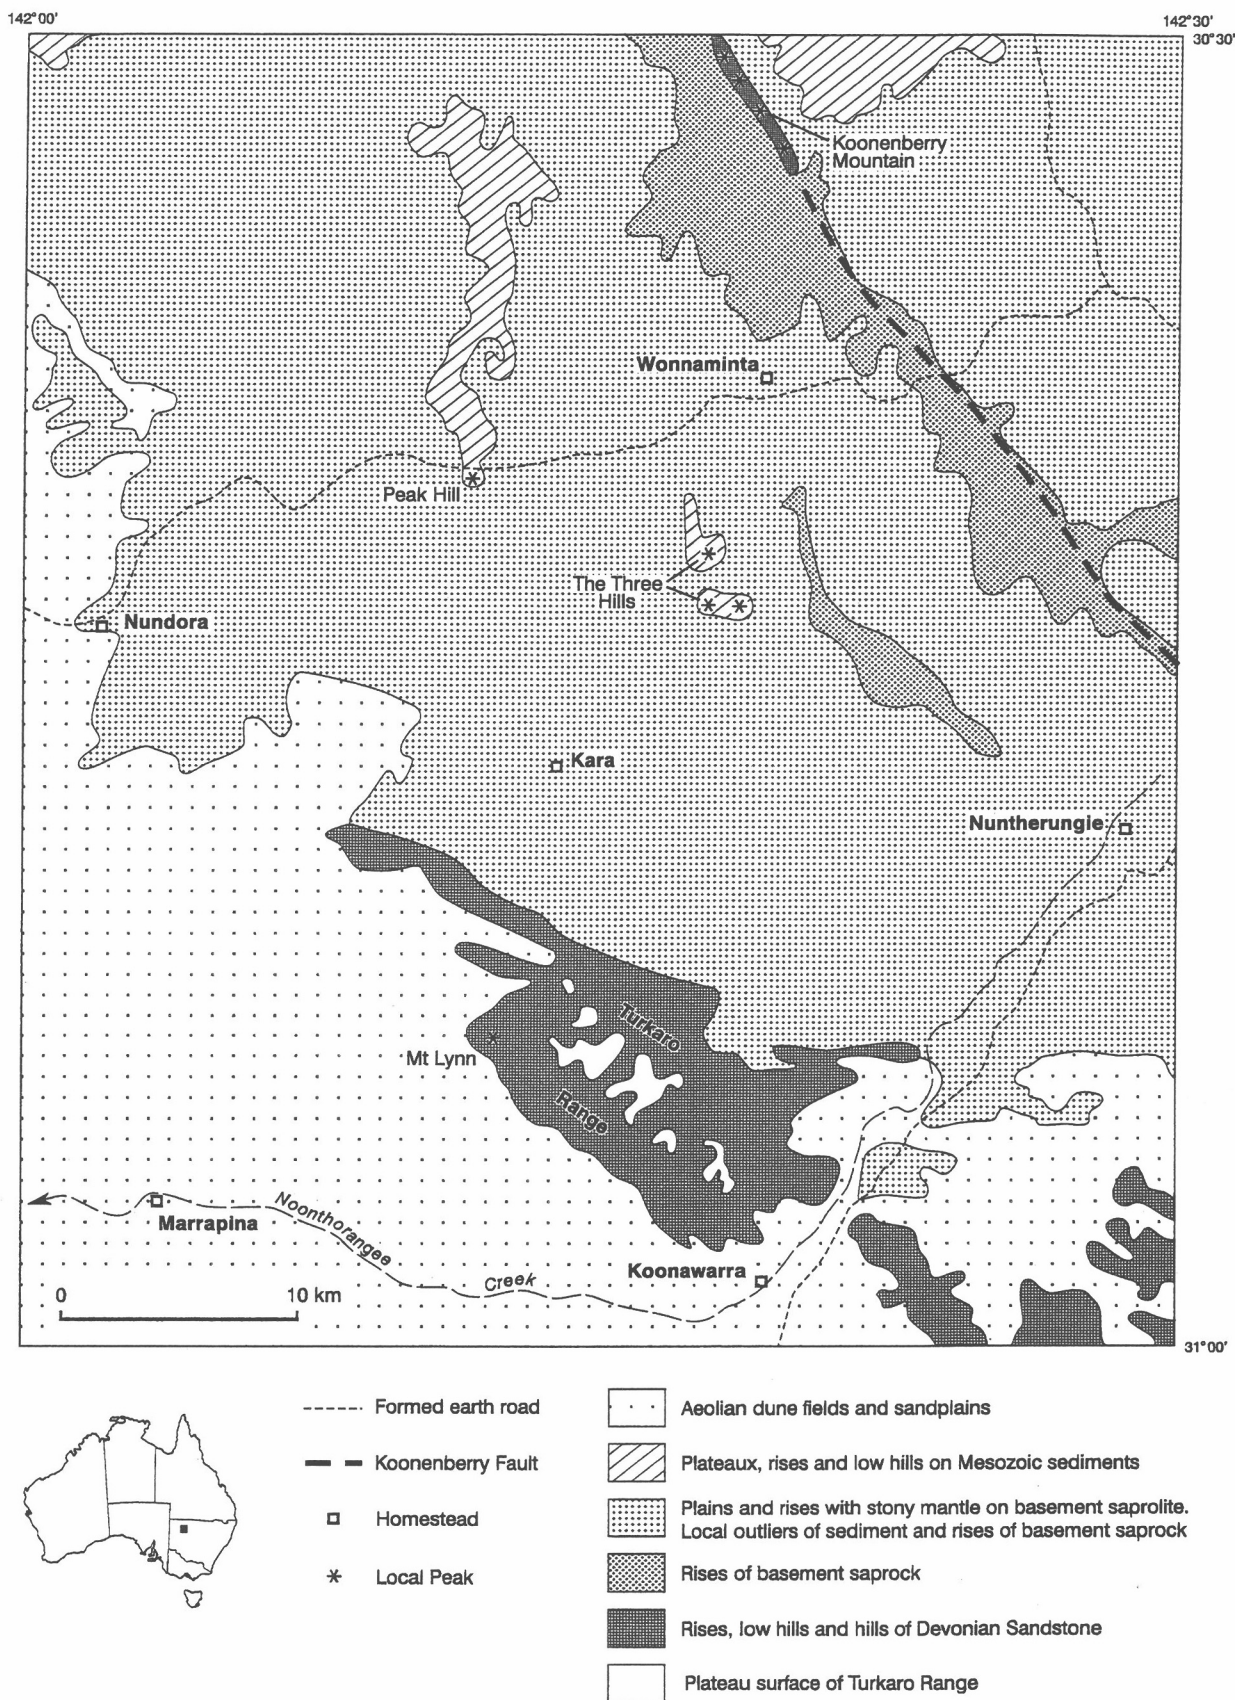 142°00'
142°30'
30°30'
Koonenberry
Mountain
Wonnaminta
Peak Hill
The Three
Hills
Nundora
Kara
Nuntherungie
Turkaro
Mt Lynn
Range
Marrapina
Noonthorangee
Creek
Koonawarra
0 10 km
31°00'
Formed earth road
Koonenberry Fault
Homestead
Local Peak
Aeolian dune fields and sandplains
Plateaux, rises and low hills on Mesozoic sediments
Plains and rises with stony mantle on basement saprolite.
Local outliers of sediment and rises of basement saprock
Rises of basement saprock
Rises, low hills and hills of Devonian Sandstone
Plateau surface of Turkaro Range